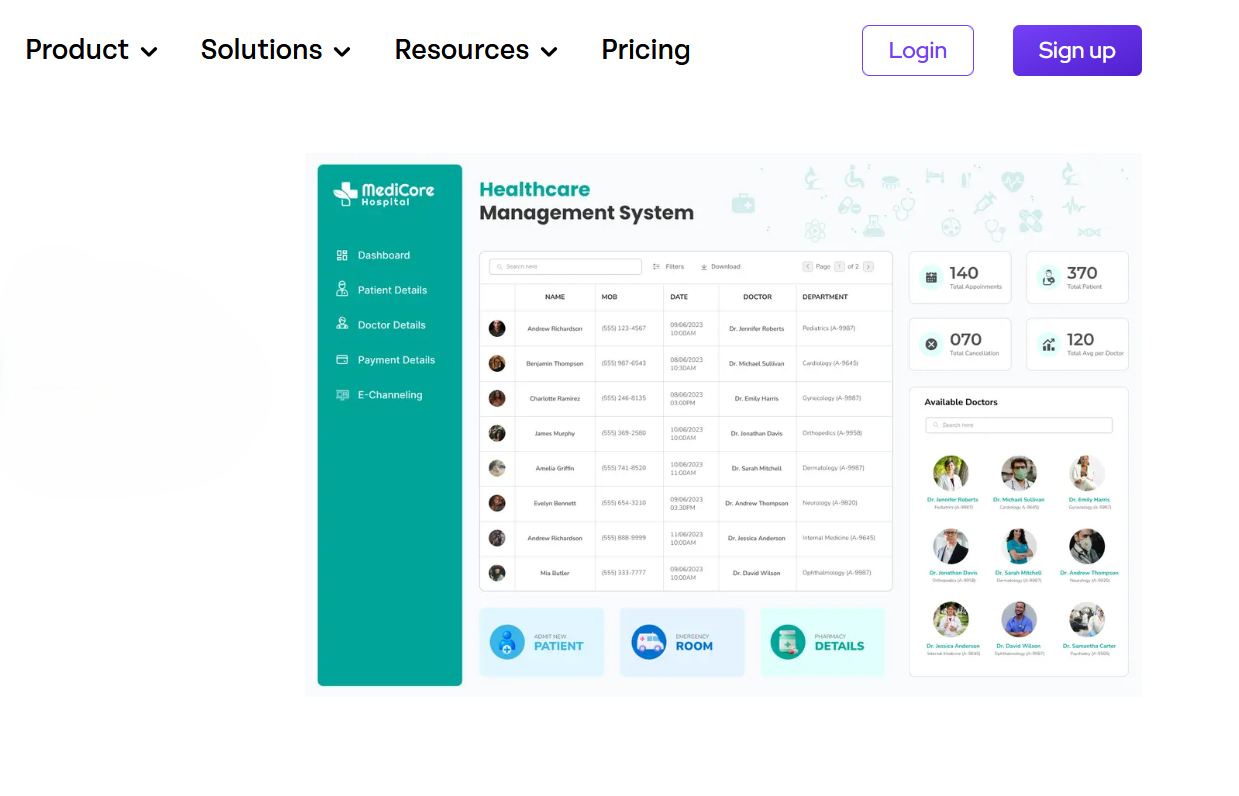 Product
Solutions
Resources
Pricing
Login
Sign up
MediCore
Hospital
Dashboard
Patient Details
Doctor Details
Payment Details
E-Channeling
Healthcare
Management System
Search here
Filters
Download
Page 1 of 2
NAME MOB DATE DOCTOR DEPARTMENT
Andrew Richardson (555) 123-4567 09/06/2023 10:00AM Dr. Jennifer Roberts Pediatrics (A-9987)
Benjamin Thompson (555) 987-6543 08/06/2023 10:30AM Dr. Michael Sullivan Cardiology (A-9645)
Charlotte Ramirez (555) 246-8135 08/06/2023 03:00PM Dr. Emily Harris Gynecology (A-9987)
James Murphy (555) 369-2580 10/06/2023 10:00AM Dr. Jonathan Davis Orthopedics (A-9958)
Amelia Griffin (555) 741-8520 10/06/2023 11:00AM Dr. Sarah Mitchell Dermatology (A-9987)
Evelyn Bennett (555) 654-3210 09/06/2023 03:30PM Dr. Andrew Thompson Neurology (A-9820)
Andrew Richardson (555) 888-9999 11/06/2023 10:00AM Dr. Jessica Anderson Internal Medicine (A-9645)
Mia Butler (555) 333-7777 09/06/2023 10:00AM Dr. David Wilson Ophthalmology (A-9987)
ADMIT NEW
PATIENT
EMERGENCY
ROOM
PHARMACY
DETAILS
140
Total Appoinments
370
Total Patient
070
Total Cancellation
120
Total Avg per Doctor
Available Doctors
Search here
Dr. Jennifer Roberts Dr. Michael Sullivan Dr. Emily Harris
Pediatrics (A-9987) Cardiology A-9645) Gynecology (A-9987)
Dr. Jonathan Davis Dr. Sarah Mitchell Dr. Andrew Thompson
Orthopedics (A-9958) Dermatology (A-9987) Neurology
Dr. Jessica Anderson Dr. David Wilson Dr. Samantha Carter
Internal Medicine (A-9645) Ophthalmology (A-9987) Psychiatry